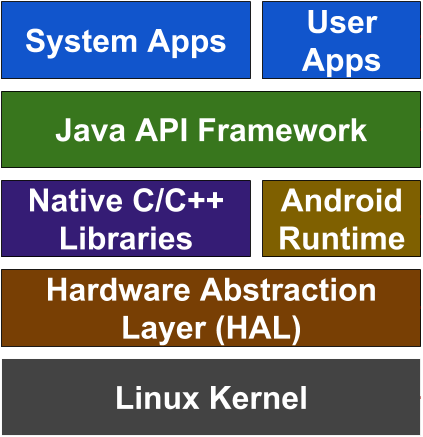 System Apps
User
Apps
Java API Framework
Native C/C++
Libraries
Android
Runtime
Hardware Abstraction
Layer (HAL)
Linux Kernel